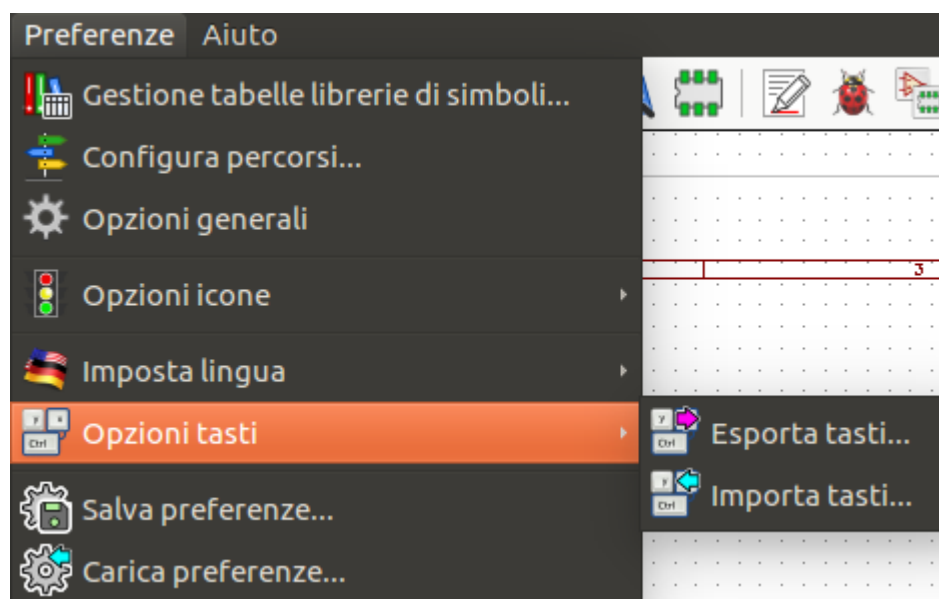 Preferenze Aiuto
Gestione tabelle librerie di simboli...
Configura percorsi...
Opzioni generali
Opzioni icone
3
Imposta lingua
Opzioni tasti
Esporta tasti...
Importa tasti...
Salva preferenze...
Carica preferenze...